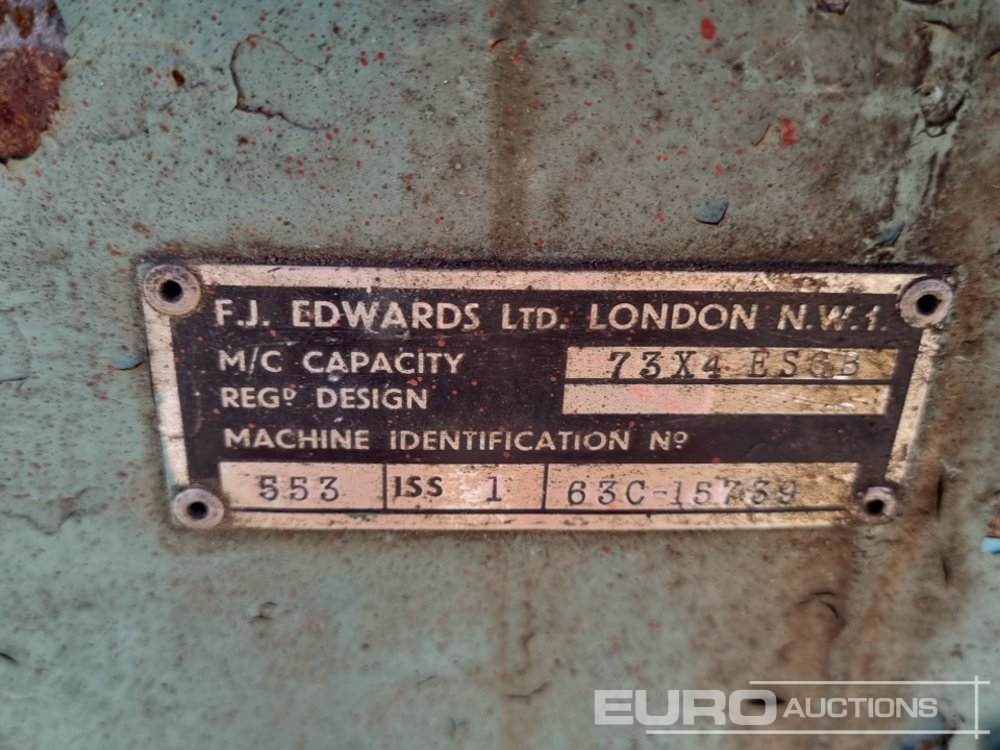 F.J. EDWARDS LTD. LONDON N.W.1.
M/C CAPACITY 73X4 ESGB
REGD DESIGN
MACHINE IDENTIFICATION NO
553 ISS 1 63C-15739
EURO AUCTIONS